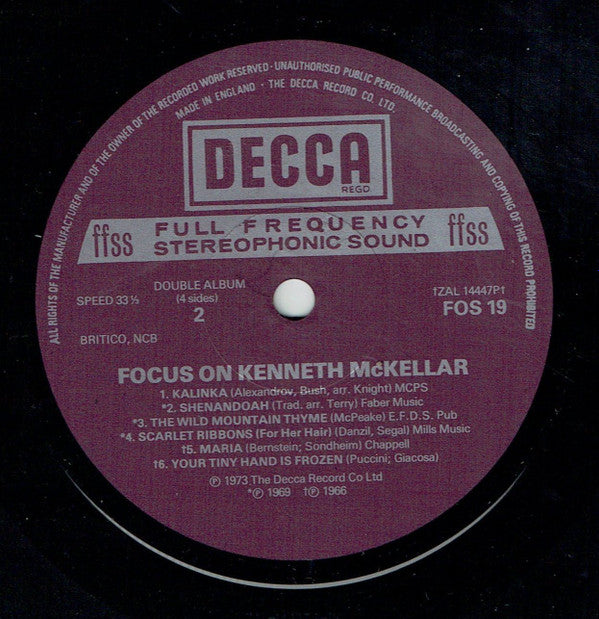 ALL RIGHTS OF THE MANUFACTURER AND OF THE OWNER OF THE RECORDED WORK RESERVED · UNAUTHORISED PUBLIC PERFORMANCE BROADCASTING AND COPYING OF THIS RECORD PROHIBITED
MADE IN ENGLAND · THE DECCA RECORD CO. LTD.
DECCA
REGD
ffss FULL FREQUENCY ffss
STEREOPHONIC SOUND
DOUBLE ALBUM
SPEED 33⅓ (4 sides) †ZAL 14447P†
2 FOS 19
BRITICO, NCB
FOCUS ON KENNETH McKELLAR
1. KALINKA (Alexandrov, Bush, arr. Knight) MCPS
*2. SHENANDOAH (Trad. arr. Terry) Faber Music
*3. THE WILD MOUNTAIN THYME (McPeake) E.F.D.S. Pub
*4. SCARLET RIBBONS (For Her Hair) (Danzil, Segal) Mills Music
†5. MARIA (Bernstein; Sondheim) Chappell
†6. YOUR TINY HAND IS FROZEN (Puccini; Giacosa)
℗ 1973 The Decca Record Co Ltd
*℗ 1969 †℗ 1966